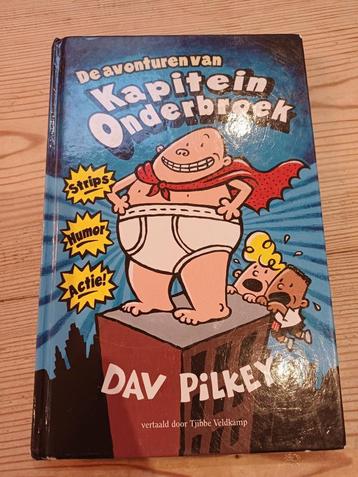 De avonturen van
Kapitein
Onderbroek
Strips
Humor
Actie!
DAV PILKEY
vertaald door Tjibbe Veldkamp